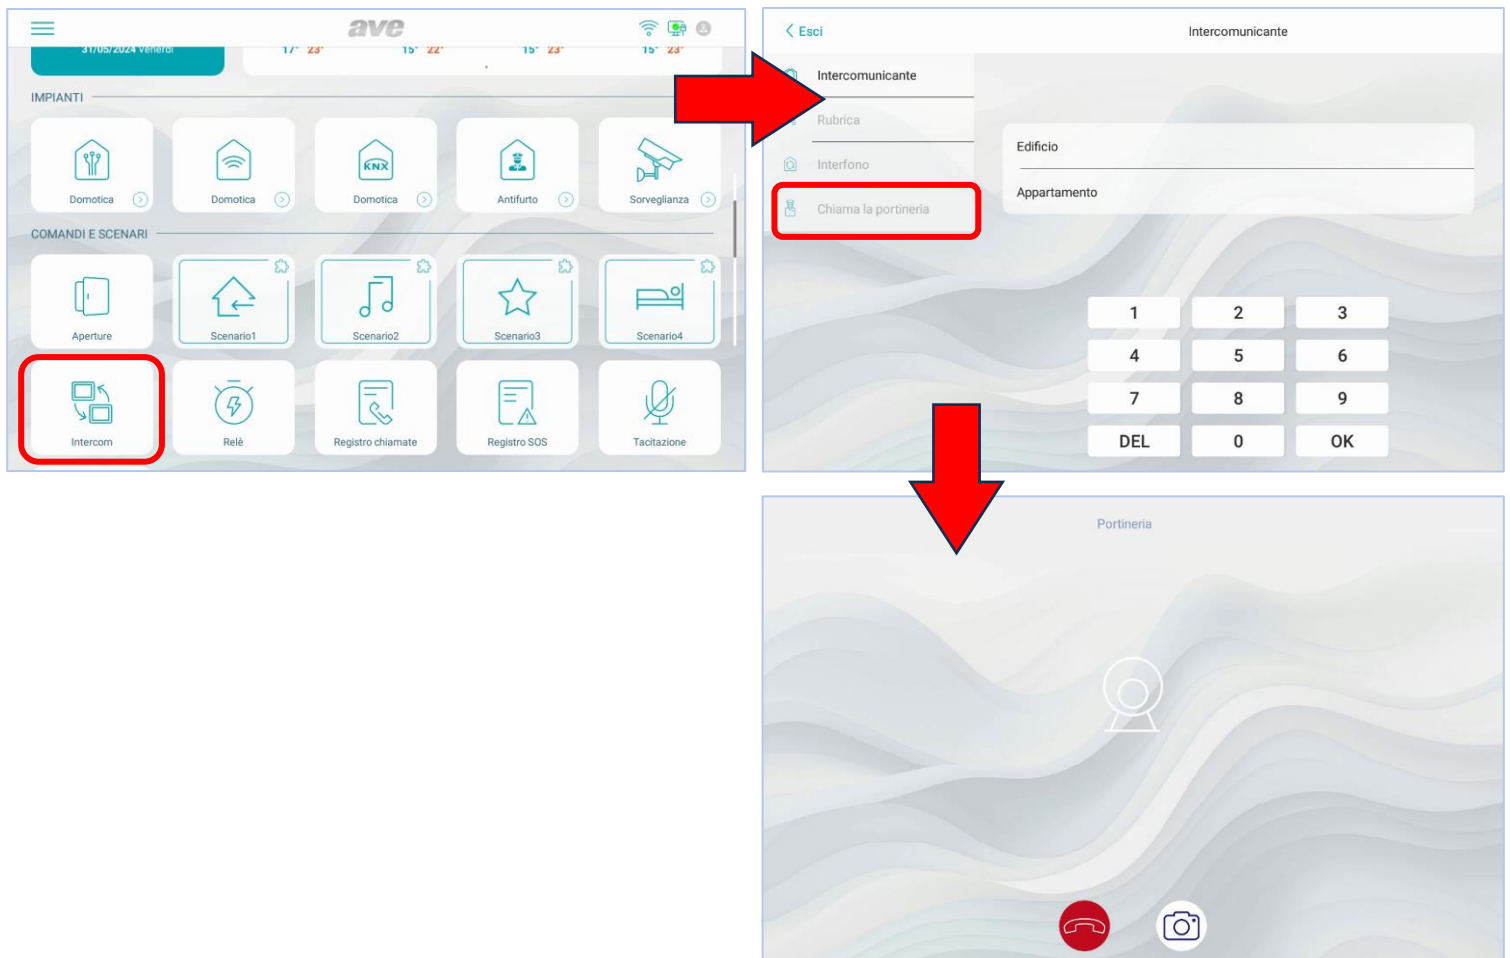 ave
31/05/2024 venerdì
17° 23° 15° 22° 15° 23° 15° 23°
IMPIANTI
Domotica
Domotica
KNX
Domotica
Antifurto
Sorveglianza
COMANDI E SCENARI
Aperture
Scenario1
Scenario2
Scenario3
Scenario4
Intercom
Relè
Registro chiamate
Registro SOS
Tacitazione
Esci
Intercomunicante
Intercomunicante
Rubrica
Interfono
Chiama la portineria
Edificio
Appartamento
1 2 3
4 5 6
7 8 9
DEL 0 OK
Portineria